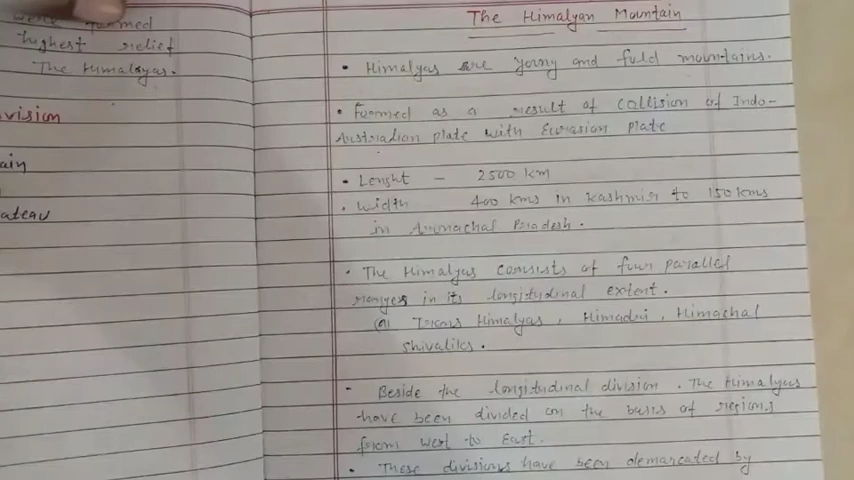 were formed
highest relief
The Himalayas.
vision
ain
ateau
The Himalyan Mountain
• Himalyas are young and fold mountains.
• Formed as a result of collision of Indo-
Australian plate with Eurasian plate
• Lenght - 2500 km
• Width 400 kms in Kashmir to 150 kms
in Arunachal Pradesh.
• The Himalyas consists of four parallel
ranges in its longitudinal extent.
Trans Himalyas, Himadri, Himachal
Shivaliks.
• Beside the longitudinal division. The Himalyas
have been divided on the basis of regions
from west to East.
• These divisions have been demarcated by